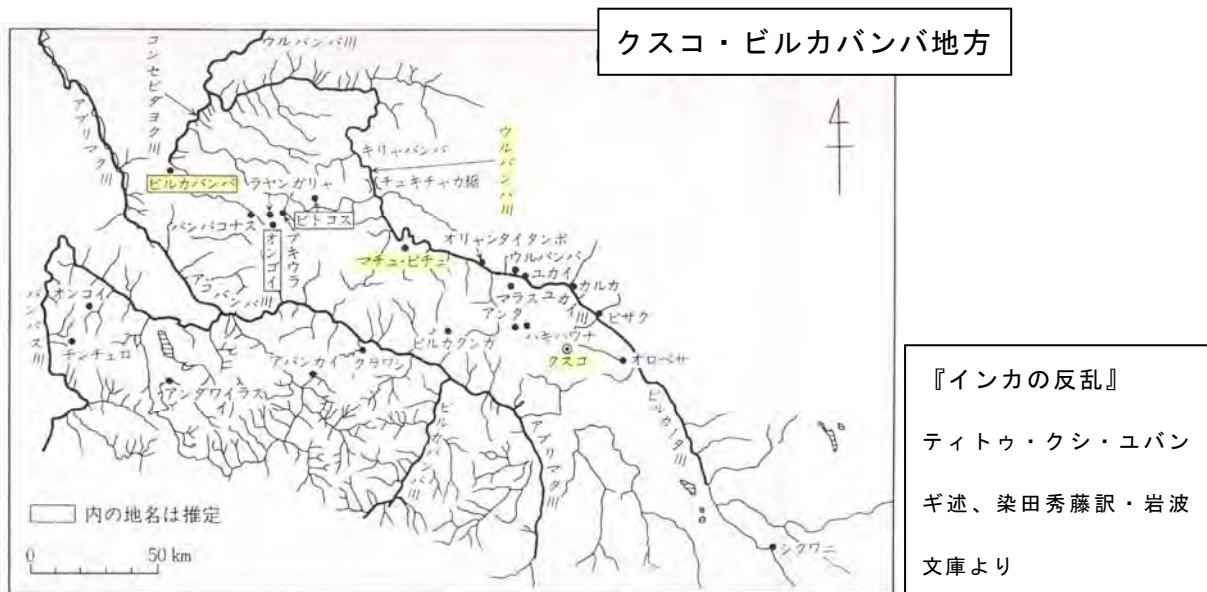 クスコ・ビルカバンバ地方
ウルバンバ川
コンセビダヨク川
アプリマク川
ウルバンバ川
キリャバンバ
チュキチャカ橋
ビルカバンバ
ラヤンガリャ
ビトコス
パンパコナス
オンゴイ
プキウラ
マチュ・ピチュ
オリャンタイタンボ
ウルバンバ
ユカイ
カルカ
マラス
ユカイ川
ピサク
アンタ
ハキハワナ
クスコ
オロペサ
ビルカクンガ
アコバンバ川
パンパス川
オンコイ
チンチェロ
アバンカイ
クラワシ
アンダワイラス
ビルカバンバ川
アプリマク川
ビルカノタ川
シクワニ
内の地名は推定
0 50 km
『インカの反乱』
ティトゥ・クシ・ユパン
ギ述、染田秀藤訳・岩波
文庫より